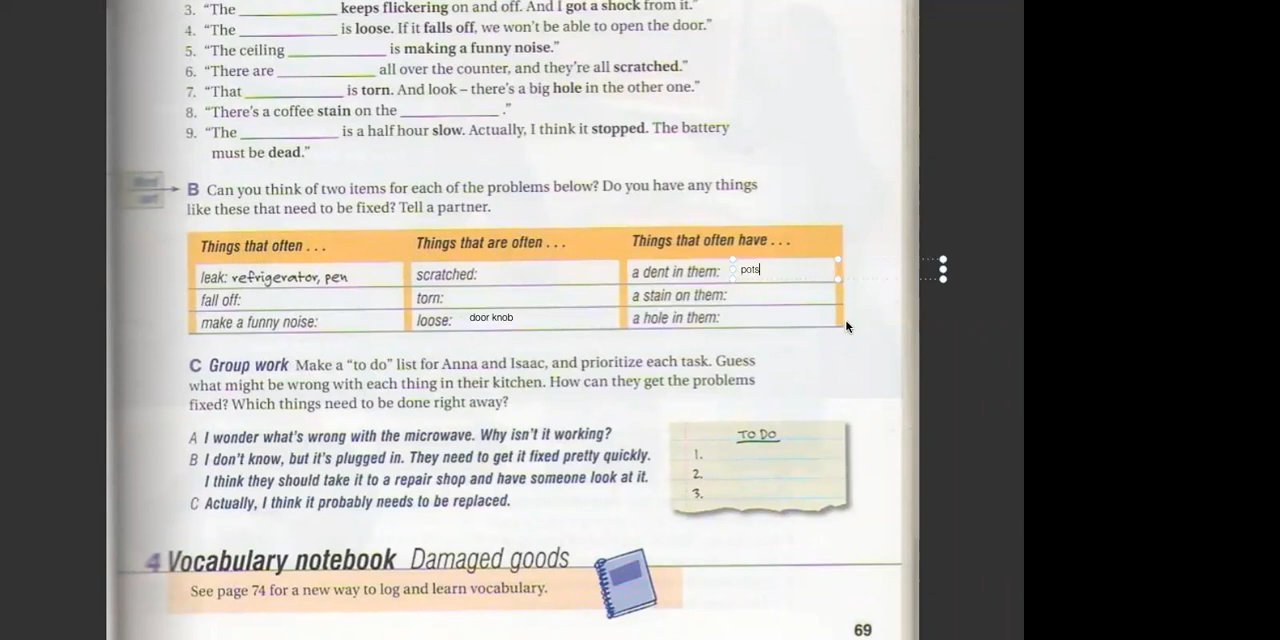 3. "The ____________ keeps flickering on and off. And I got a shock from it."
4. "The ____________ is loose. If it falls off, we won't be able to open the door."
5. "The ceiling ____________ is making a funny noise."
6. "There are ____________ all over the counter, and they're all scratched."
7. "That ____________ is torn. And look – there's a big hole in the other one."
8. "There's a coffee stain on the ____________ ."
9. "The ____________ is a half hour slow. Actually, I think it stopped. The battery
must be dead."
B Can you think of two items for each of the problems below? Do you have any things
like these that need to be fixed? Tell a partner.
Things that often . . . Things that are often . . . Things that often have . . .
leak: refrigerator, pen scratched: a dent in them: pots
fall off: torn: a stain on them:
make a funny noise: loose: door knob a hole in them:
C Group work Make a "to do" list for Anna and Isaac, and prioritize each task. Guess
what might be wrong with each thing in their kitchen. How can they get the problems
fixed? Which things need to be done right away?
A I wonder what's wrong with the microwave. Why isn't it working?
B I don't know, but it's plugged in. They need to get it fixed pretty quickly.
I think they should take it to a repair shop and have someone look at it.
C Actually, I think it probably needs to be replaced.
TO DO
1.
2.
3.
4 Vocabulary notebook Damaged goods
See page 74 for a new way to log and learn vocabulary.
69